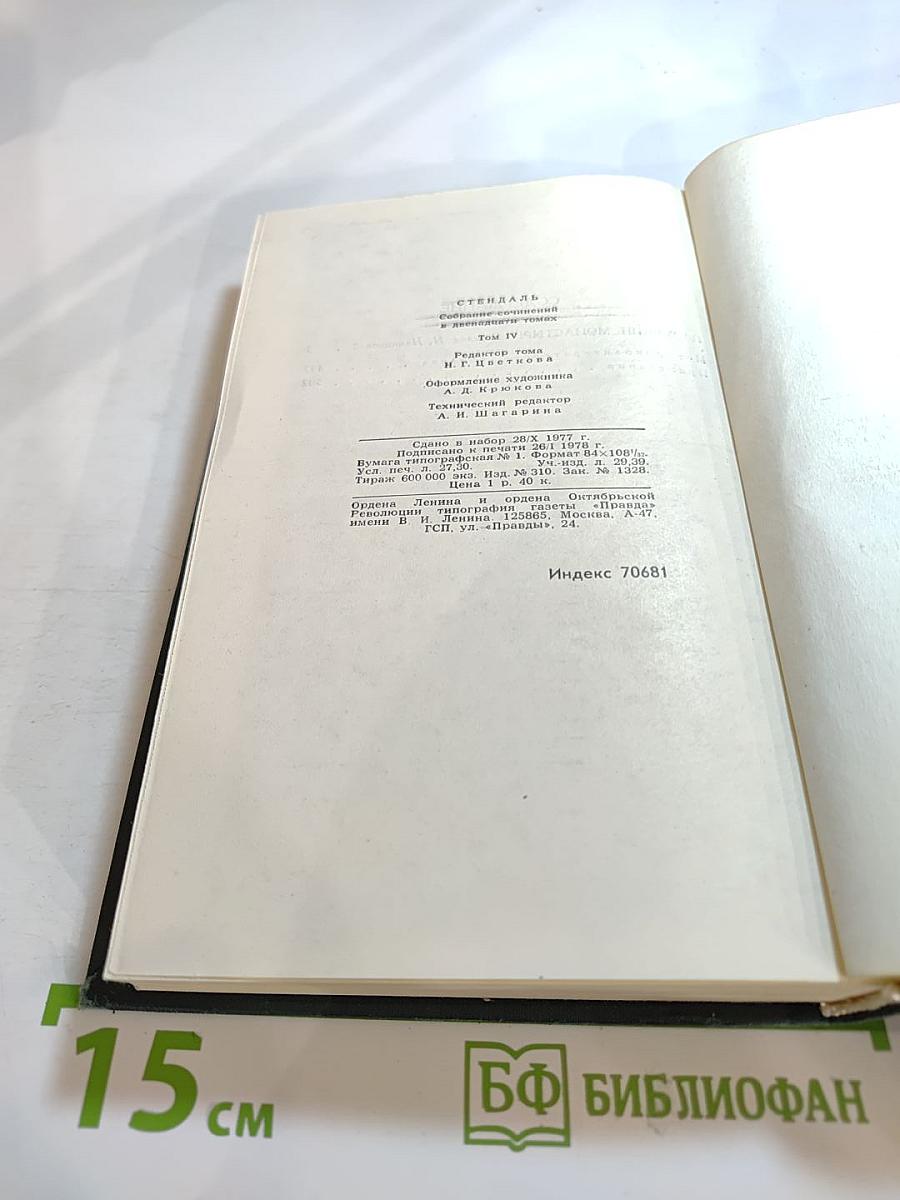 СТЕНДАЛЬ
Собрание сочинений
в двенадцати томах
Том IV
Редактор тома
Н. Г. Цветкова
Оформление художника
А. Д. Крюкова
Технический редактор
А. И. Шагарина
Сдано в набор 28/X 1977 г.
Подписано к печати 26/I 1978 г.
Бумага типографская № 1. Формат 84×108¹/₃₂.
Усл. печ. л. 27,30. Уч.-изд. л. 29,39.
Тираж 600 000 экз. Изд. № 310. Зак. № 1328.
Цена 1 р. 40 к.
Ордена Ленина и ордена Октябрьской
Революции типография газеты «Правда»
имени В. И. Ленина. 125865, Москва, А-47,
ГСП, ул. «Правды», 24.
Индекс 70681
15 см
БФ БИБЛИОФАН